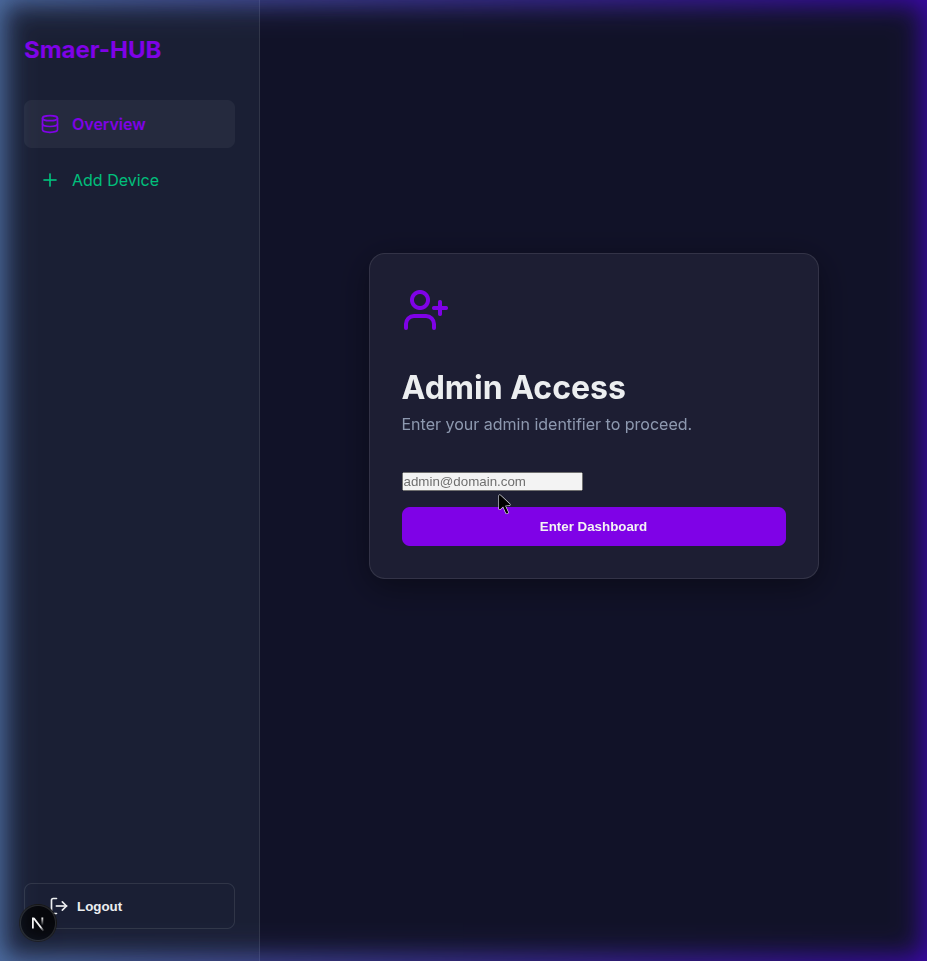 Smaer-HUB
Overview
Add Device
Admin Access
Enter your admin identifier to proceed.
admin@domain.com
Enter Dashboard
Logout
N